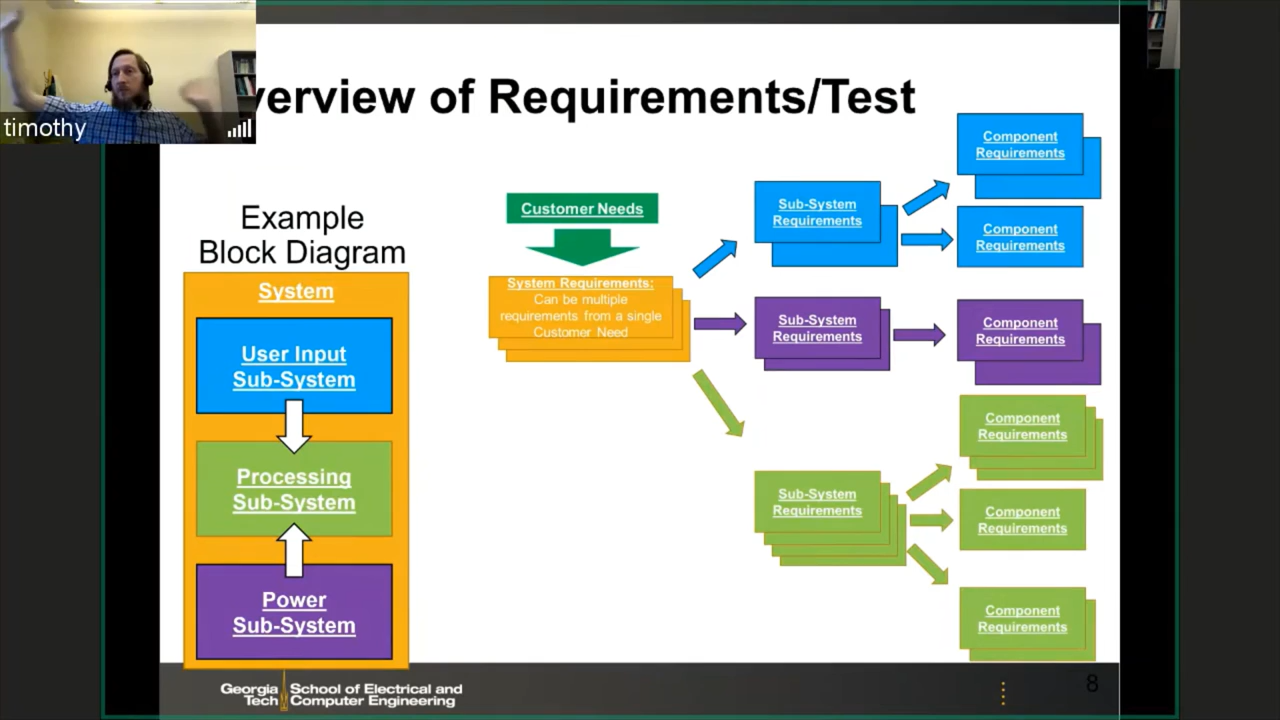 timothy
verview of Requirements/Test
Example
Block Diagram
System
User Input
Sub-System
Processing
Sub-System
Power
Sub-System
Customer Needs
System Requirements:
Can be multiple
requirements from a single
Customer Need
Sub-System
Requirements
Component
Requirements
Component
Requirements
Sub-System
Requirements
Component
Requirements
Sub-System
Requirements
Component
Requirements
Component
Requirements
Component
Requirements
Georgia
Tech
School of Electrical and
Computer Engineering
8